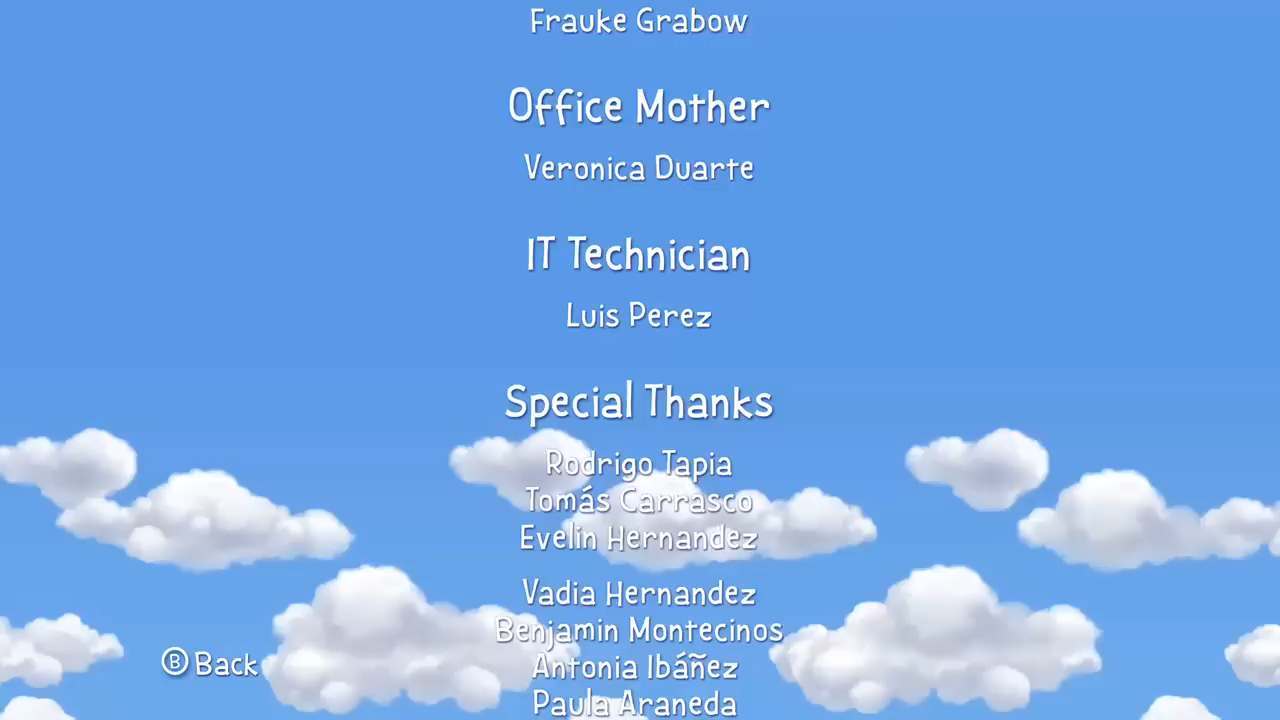 Frauke Grabow
Office Mother
Veronica Duarte
IT Technician
Luis Perez
Special Thanks
Rodrigo Tapia
Tomás Carrasco
Evelin Hernandez
Vadia Hernandez
Benjamin Montecinos
Antonia Ibáñez
Paula Araneda
B Back